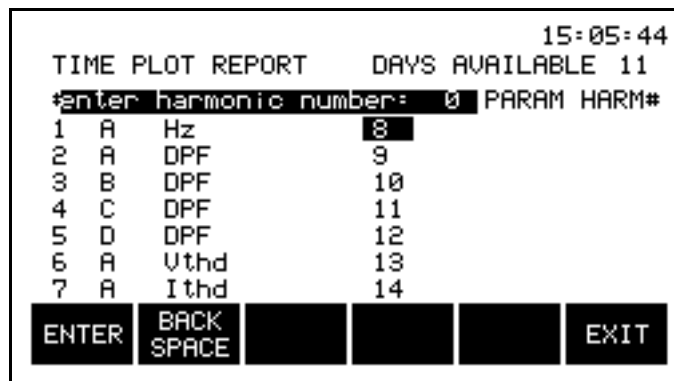 15:05:44
TIME PLOT REPORT DAYS AVAILABLE 11
#enter harmonic number: 0 PARAM HARM#
1 A Hz 8
2 A DPF 9
3 B DPF 10
4 C DPF 11
5 D DPF 12
6 A Vthd 13
7 A Ithd 14
ENTER BACK SPACE EXIT